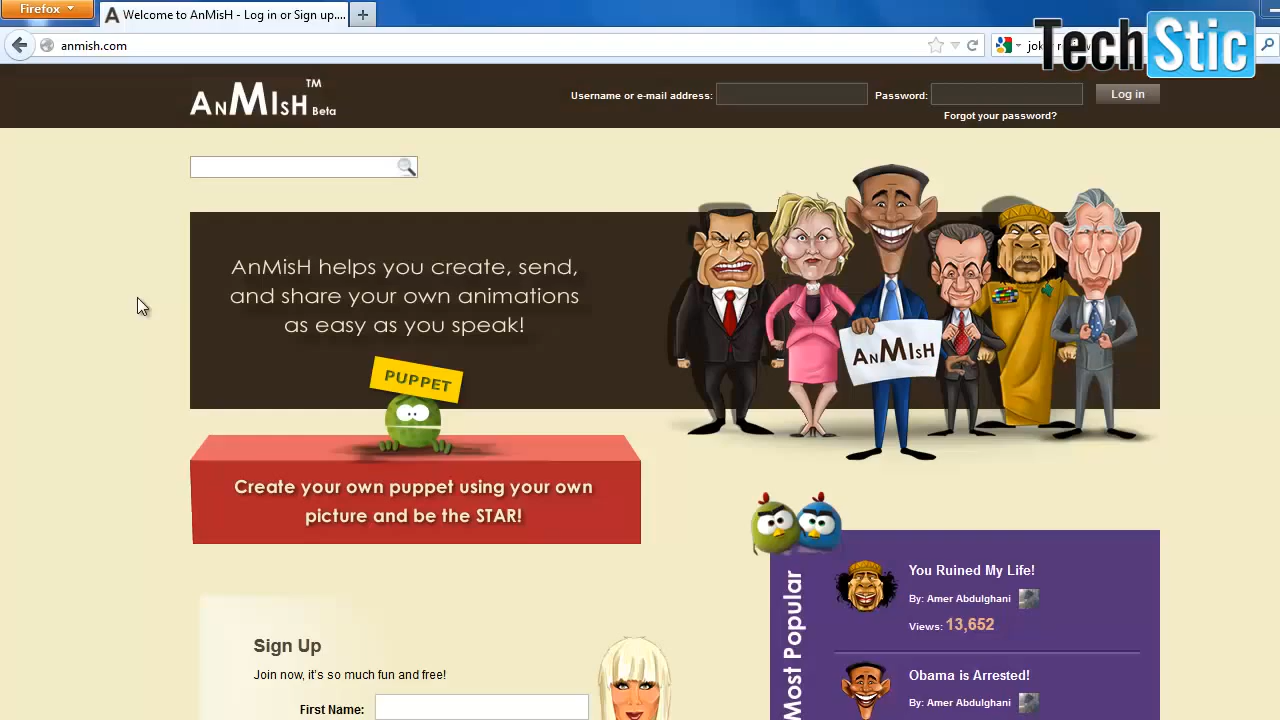 Firefox
Welcome to AnMisH - Log in or Sign up....
anmish.com
TechStic
AnMIsH™ Beta
Username or e-mail address:
Password:
Log in
Forgot your password?
AnMisH helps you create, send,
and share your own animations
as easy as you speak!
AnMIsH
PUPPET
Create your own puppet using your own
picture and be the STAR!
Most Popular
You Ruined My Life!
By: Amer Abdulghani
Views: 13,652
Obama is Arrested!
By: Amer Abdulghani
Sign Up
Join now, it's so much fun and free!
First Name: